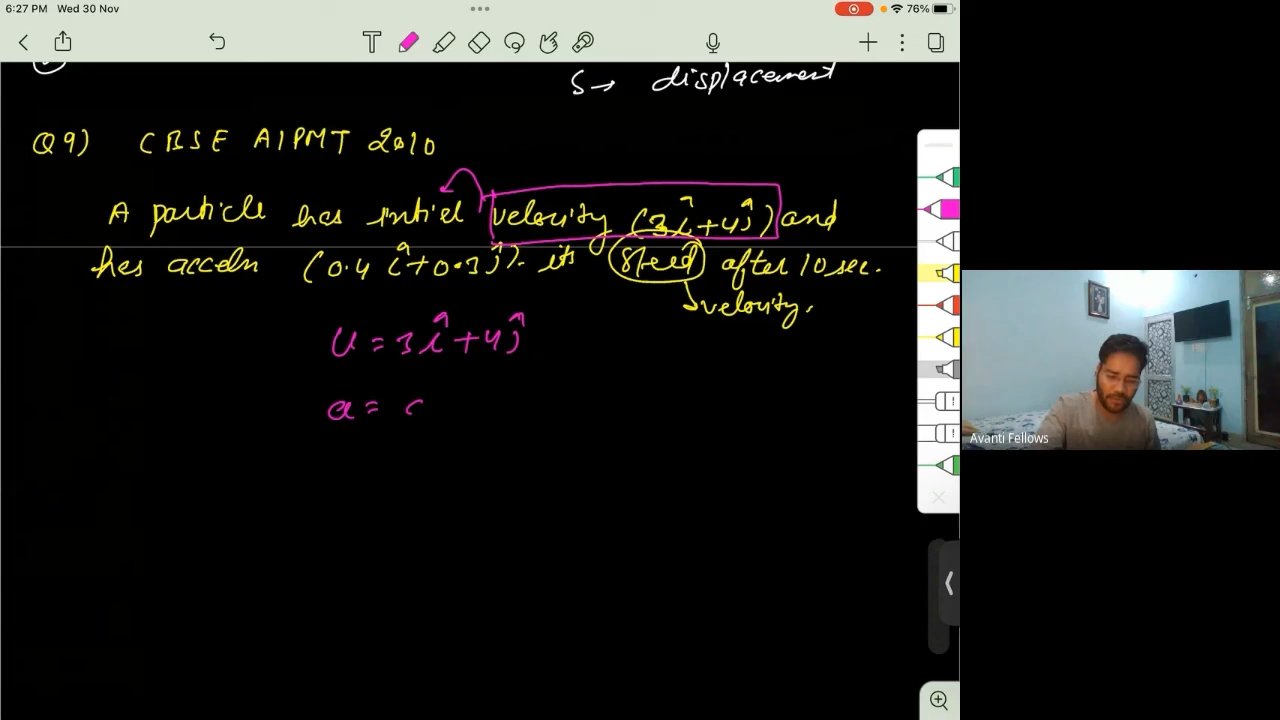 6:27 PM Wed 30 Nov
76%
S → displacement
Q9) CBSE AIPMT 2010
A particle has intiel velocity (3î+4ĵ) and
has acceln (0.4 î+0.3ĵ). its speed after 10 sec.
velocity.
U = 3î+4ĵ
a =
Avanti Fellows